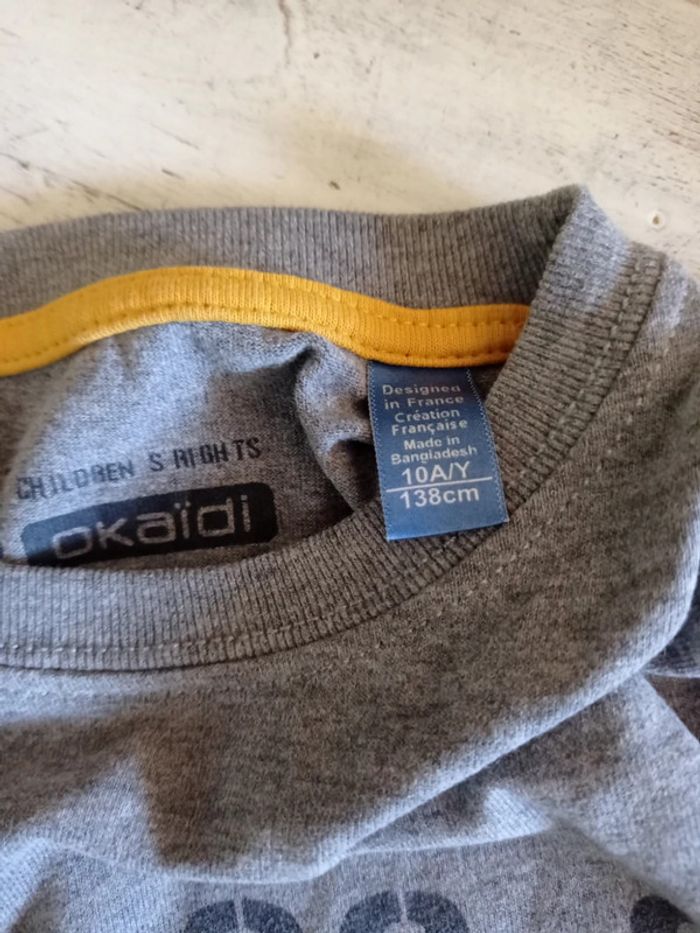 CHILDREN'S RIGHTS
okaïdi
Designed
in France
Création
Française
Made in
Bangladesh
10A/Y
138cm